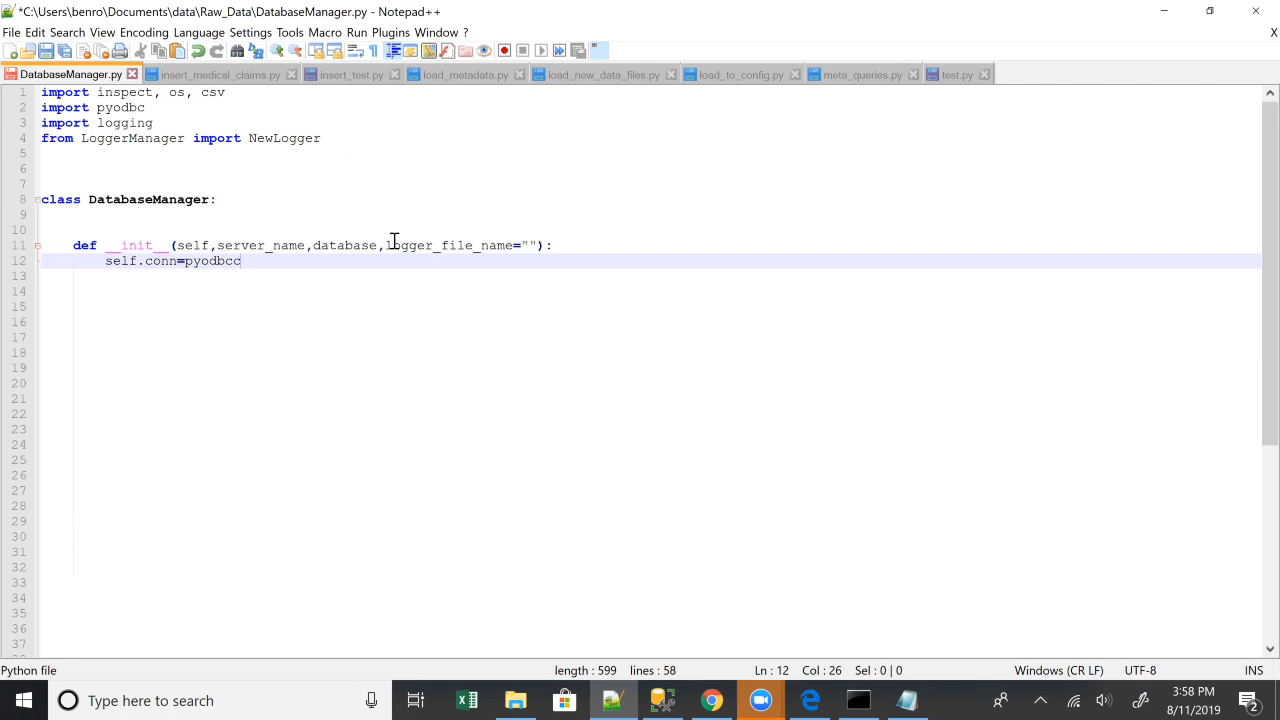 *C:\Users\benro\Documents\data\Raw_Data\DatabaseManager.py - Notepad++
File Edit Search View Encoding Language Settings Tools Macro Run Plugins Window ? X
DatabaseManager.py insert_medical_claims.py insert_test.py load_metadata.py load_new_data_files.py load_to_config.py meta_queries.py test.py
1 import inspect, os, csv
2 import pyodbc
3 import logging
4 from LoggerManager import NewLogger
5
6
7
8 class DatabaseManager:
9
10
11 def __init__(self,server_name,database,logger_file_name=""):
12 self.conn=pyodbcc
13
14
15
16
17
18
19
20
21
22
23
24
25
26
27
28
29
30
31
32
33
34
35
36
37
Python file length : 599 lines : 58 Ln : 12 Col : 26 Sel : 0 | 0 Windows (CR LF) UTF-8 INS
Type here to search
3:58 PM
8/11/2019
2